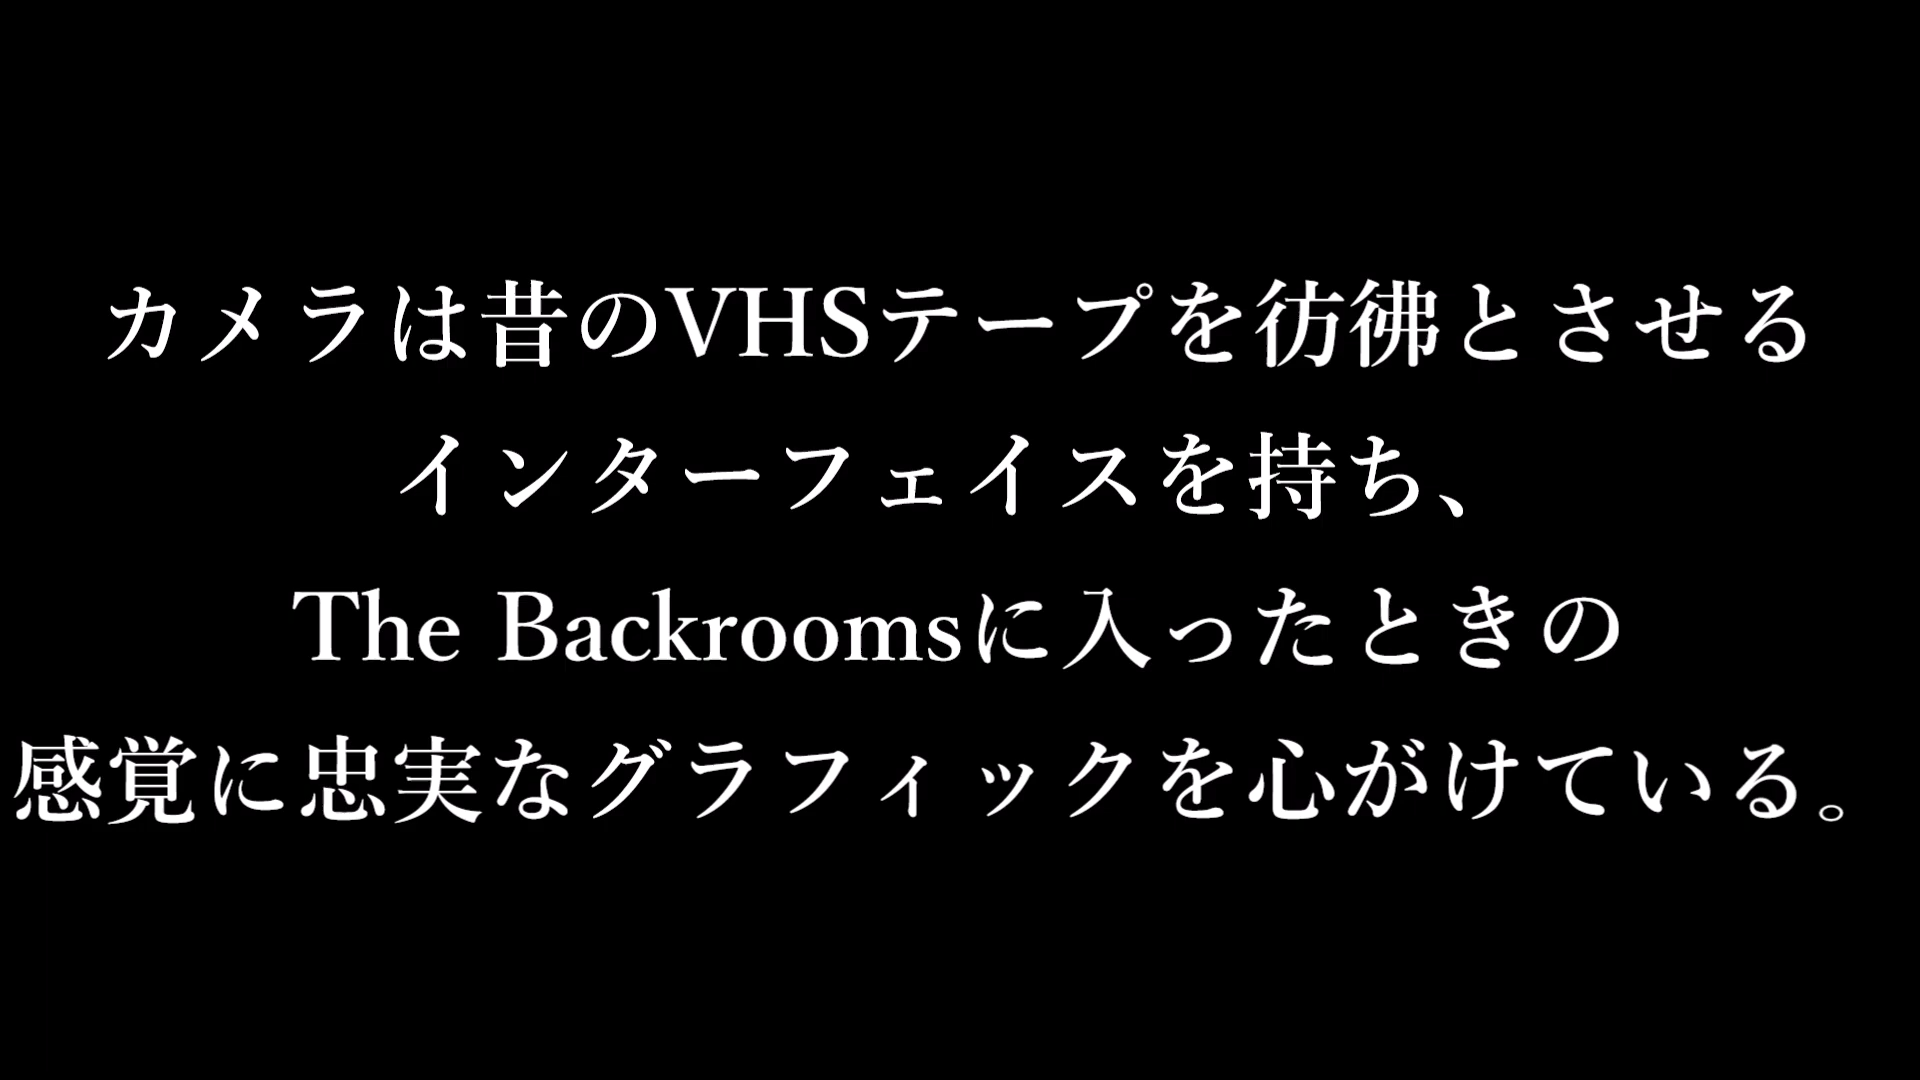 カメラは昔のVHSテープを彷彿とさせる
インターフェイスを持ち、
The Backroomsに入ったときの
感覚に忠実なグラフィックを心がけている。